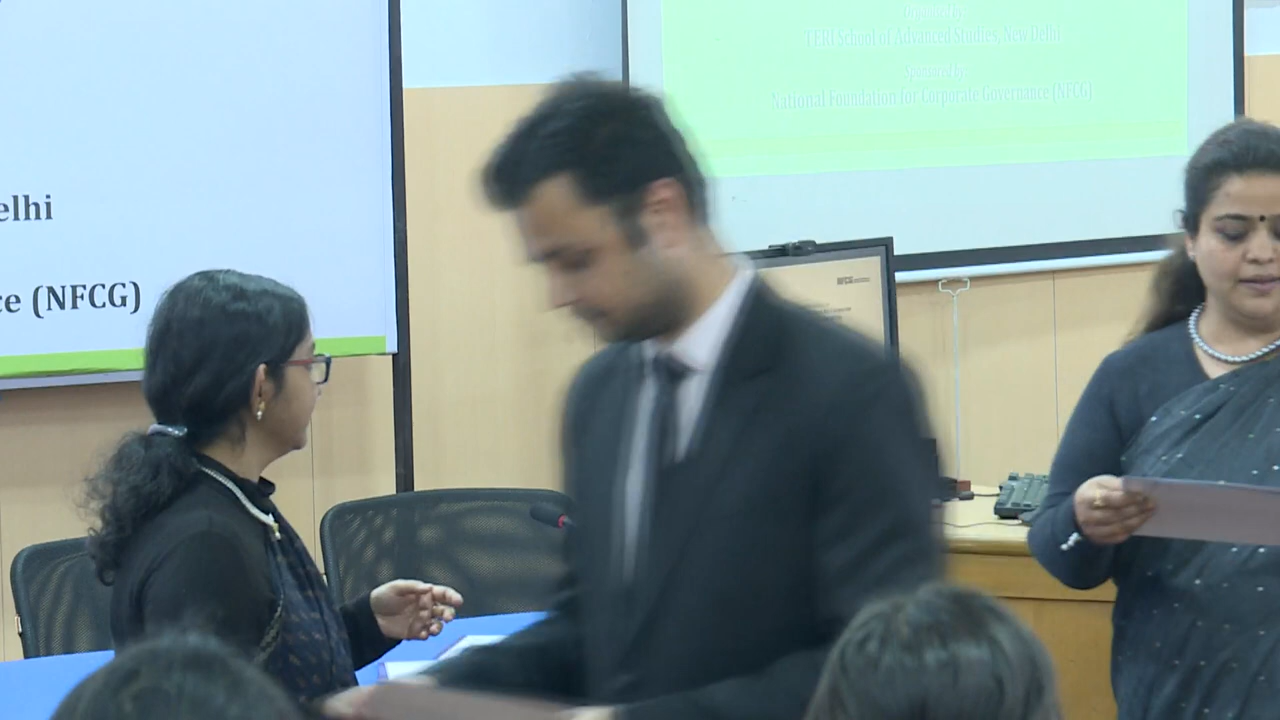 elhi
ce (NFCG)
Organized by
TERI School of Advanced Studies, New Delhi
Sponsored by
National Foundation for Corporate Governance (NFCG)
NFCG